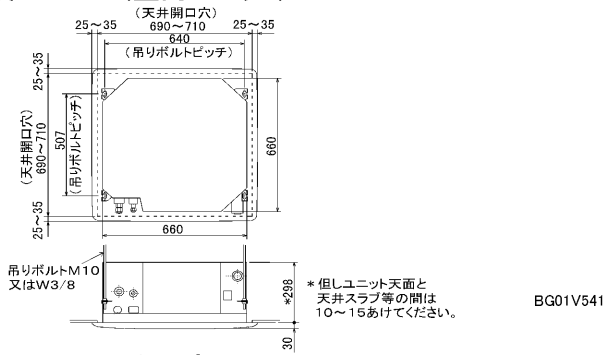 (天井開口穴)
25～35 690～710 25～35
640
(吊りボルトピッチ)
25～35
(天井開口穴)
690～710
507
(吊りボルトピッチ)
660
25～35
660
吊りボルトM10
又はW3/8
*298
30
*但しユニット天面と
天井スラブ等の間は
10～15あけてください。
BG01V541